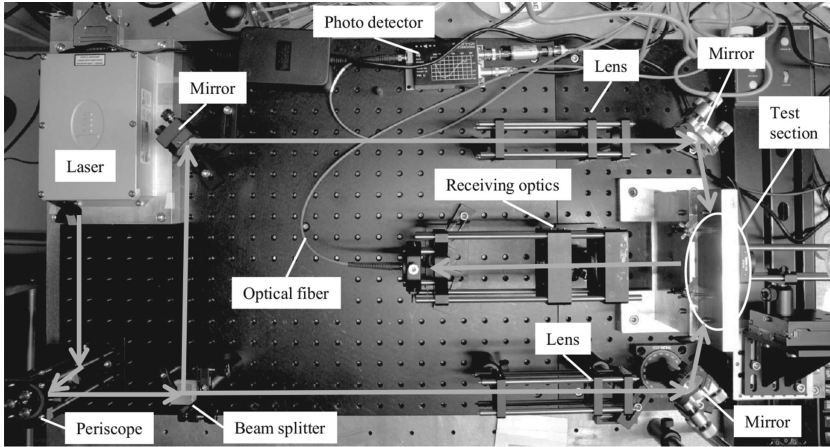 Photo detector
Mirror
Lens
Mirror
Test
section
Laser
Receiving optics
Optical fiber
Lens
Periscope
Beam splitter
Mirror